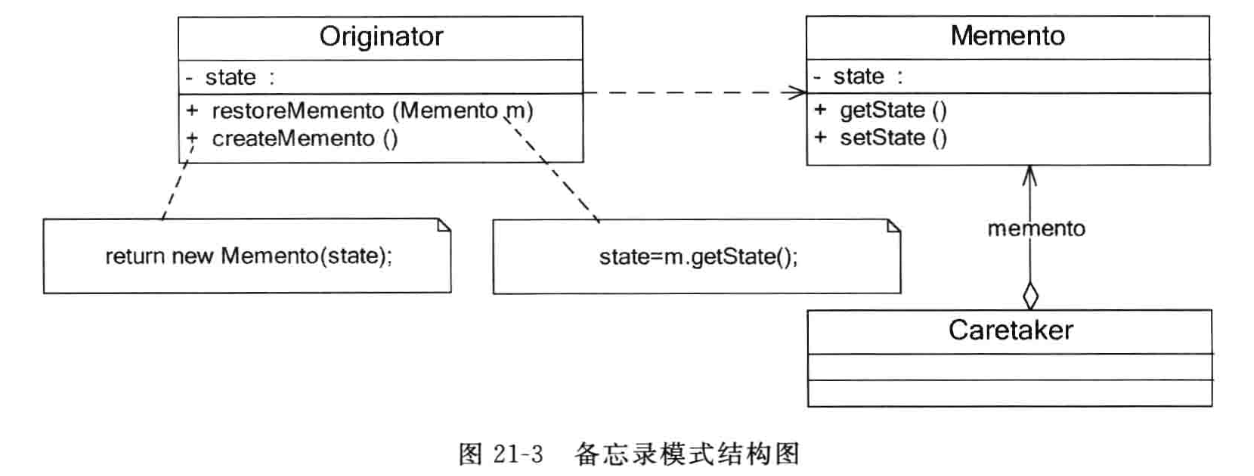 Originator
- state :
+ restoreMemento (Memento m)
+ createMemento ()
Memento
- state :
+ getState ()
+ setState ()
return new Memento(state);
state=m.getState();
memento
Caretaker
图 21-3 备忘录模式结构图